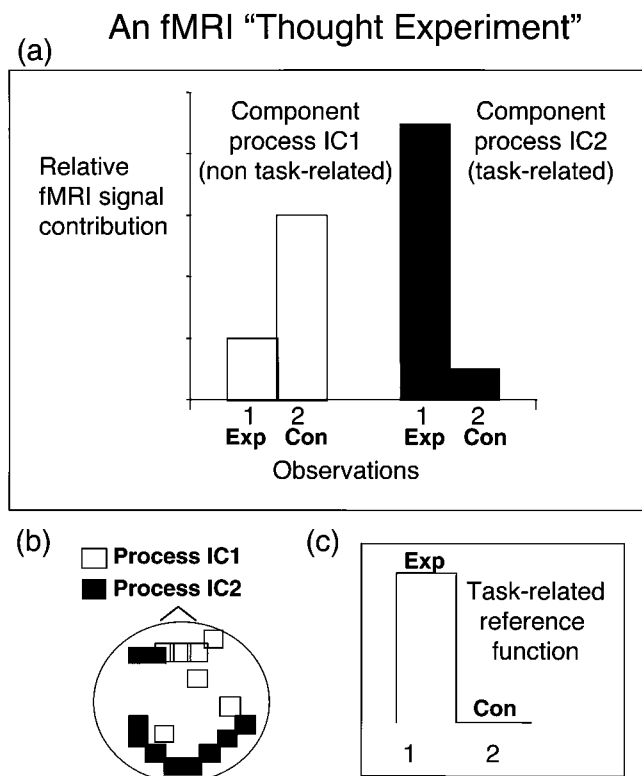 An fMRI "Thought Experiment"
(a)
Relative
fMRI signal
contribution
Component
process IC1
(non task-related)
Component
process IC2
(task-related)
1 2 1 2
Exp Con Exp Con
Observations
(b)
Process IC1
Process IC2
(c)
Exp
Task-related
reference
function
Con
1 2